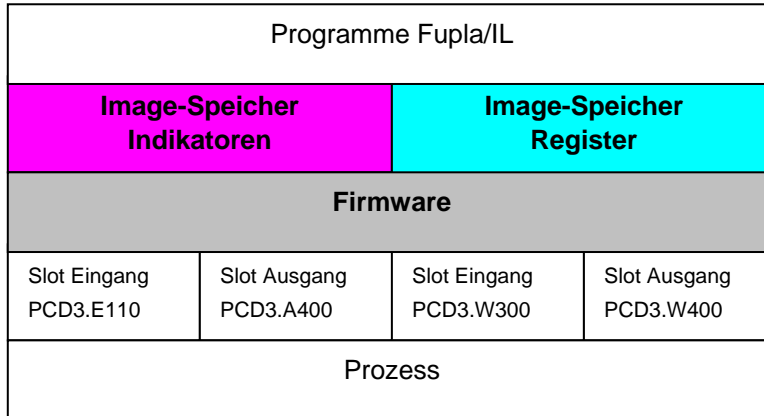 Programme Fupla/IL
Image-Speicher
Indikatoren
Image-Speicher
Register
Firmware
Slot Eingang
PCD3.E110
Slot Ausgang
PCD3.A400
Slot Eingang
PCD3.W300
Slot Ausgang
PCD3.W400
Prozess